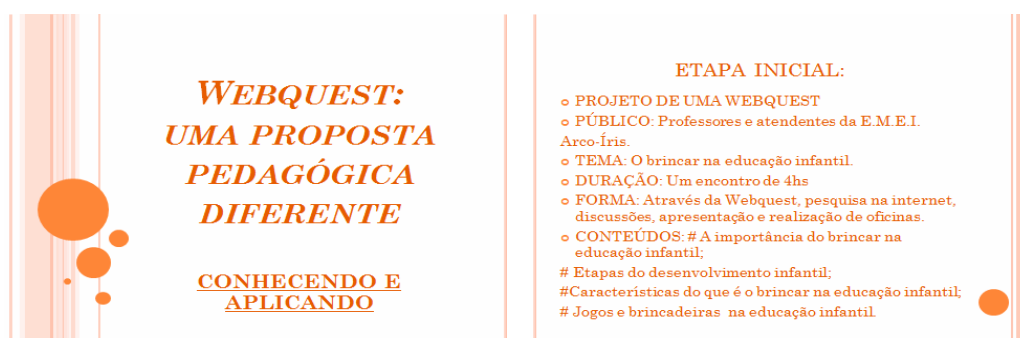 WEBQUEST:
UMA PROPOSTA
PEDAGÓGICA
DIFERENTE
CONHECENDO E
APLICANDO
ETAPA INICIAL:
PROJETO DE UMA WEBQUEST
PÚBLICO: Professores e atendentes da E.M.E.I.
Arco-Íris.
TEMA: O brincar na educação infantil.
DURAÇÃO: Um encontro de 4hs
FORMA: Através da Webquest, pesquisa na internet,
discussões, apresentação e realização de oficinas.
CONTEÚDOS: # A importância do brincar na
educação infantil;
# Etapas do desenvolvimento infantil;
#Características do que é o brincar na educação infantil;
# Jogos e brincadeiras na educação infantil.